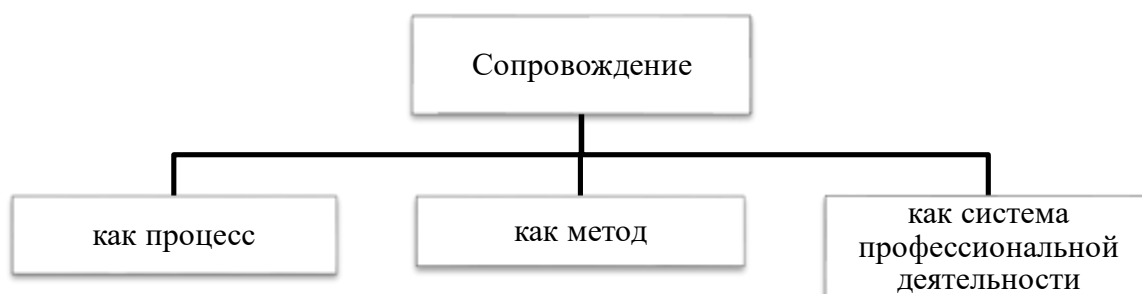 Сопровождение
как процесс
как метод
как система
профессиональной
деятельности